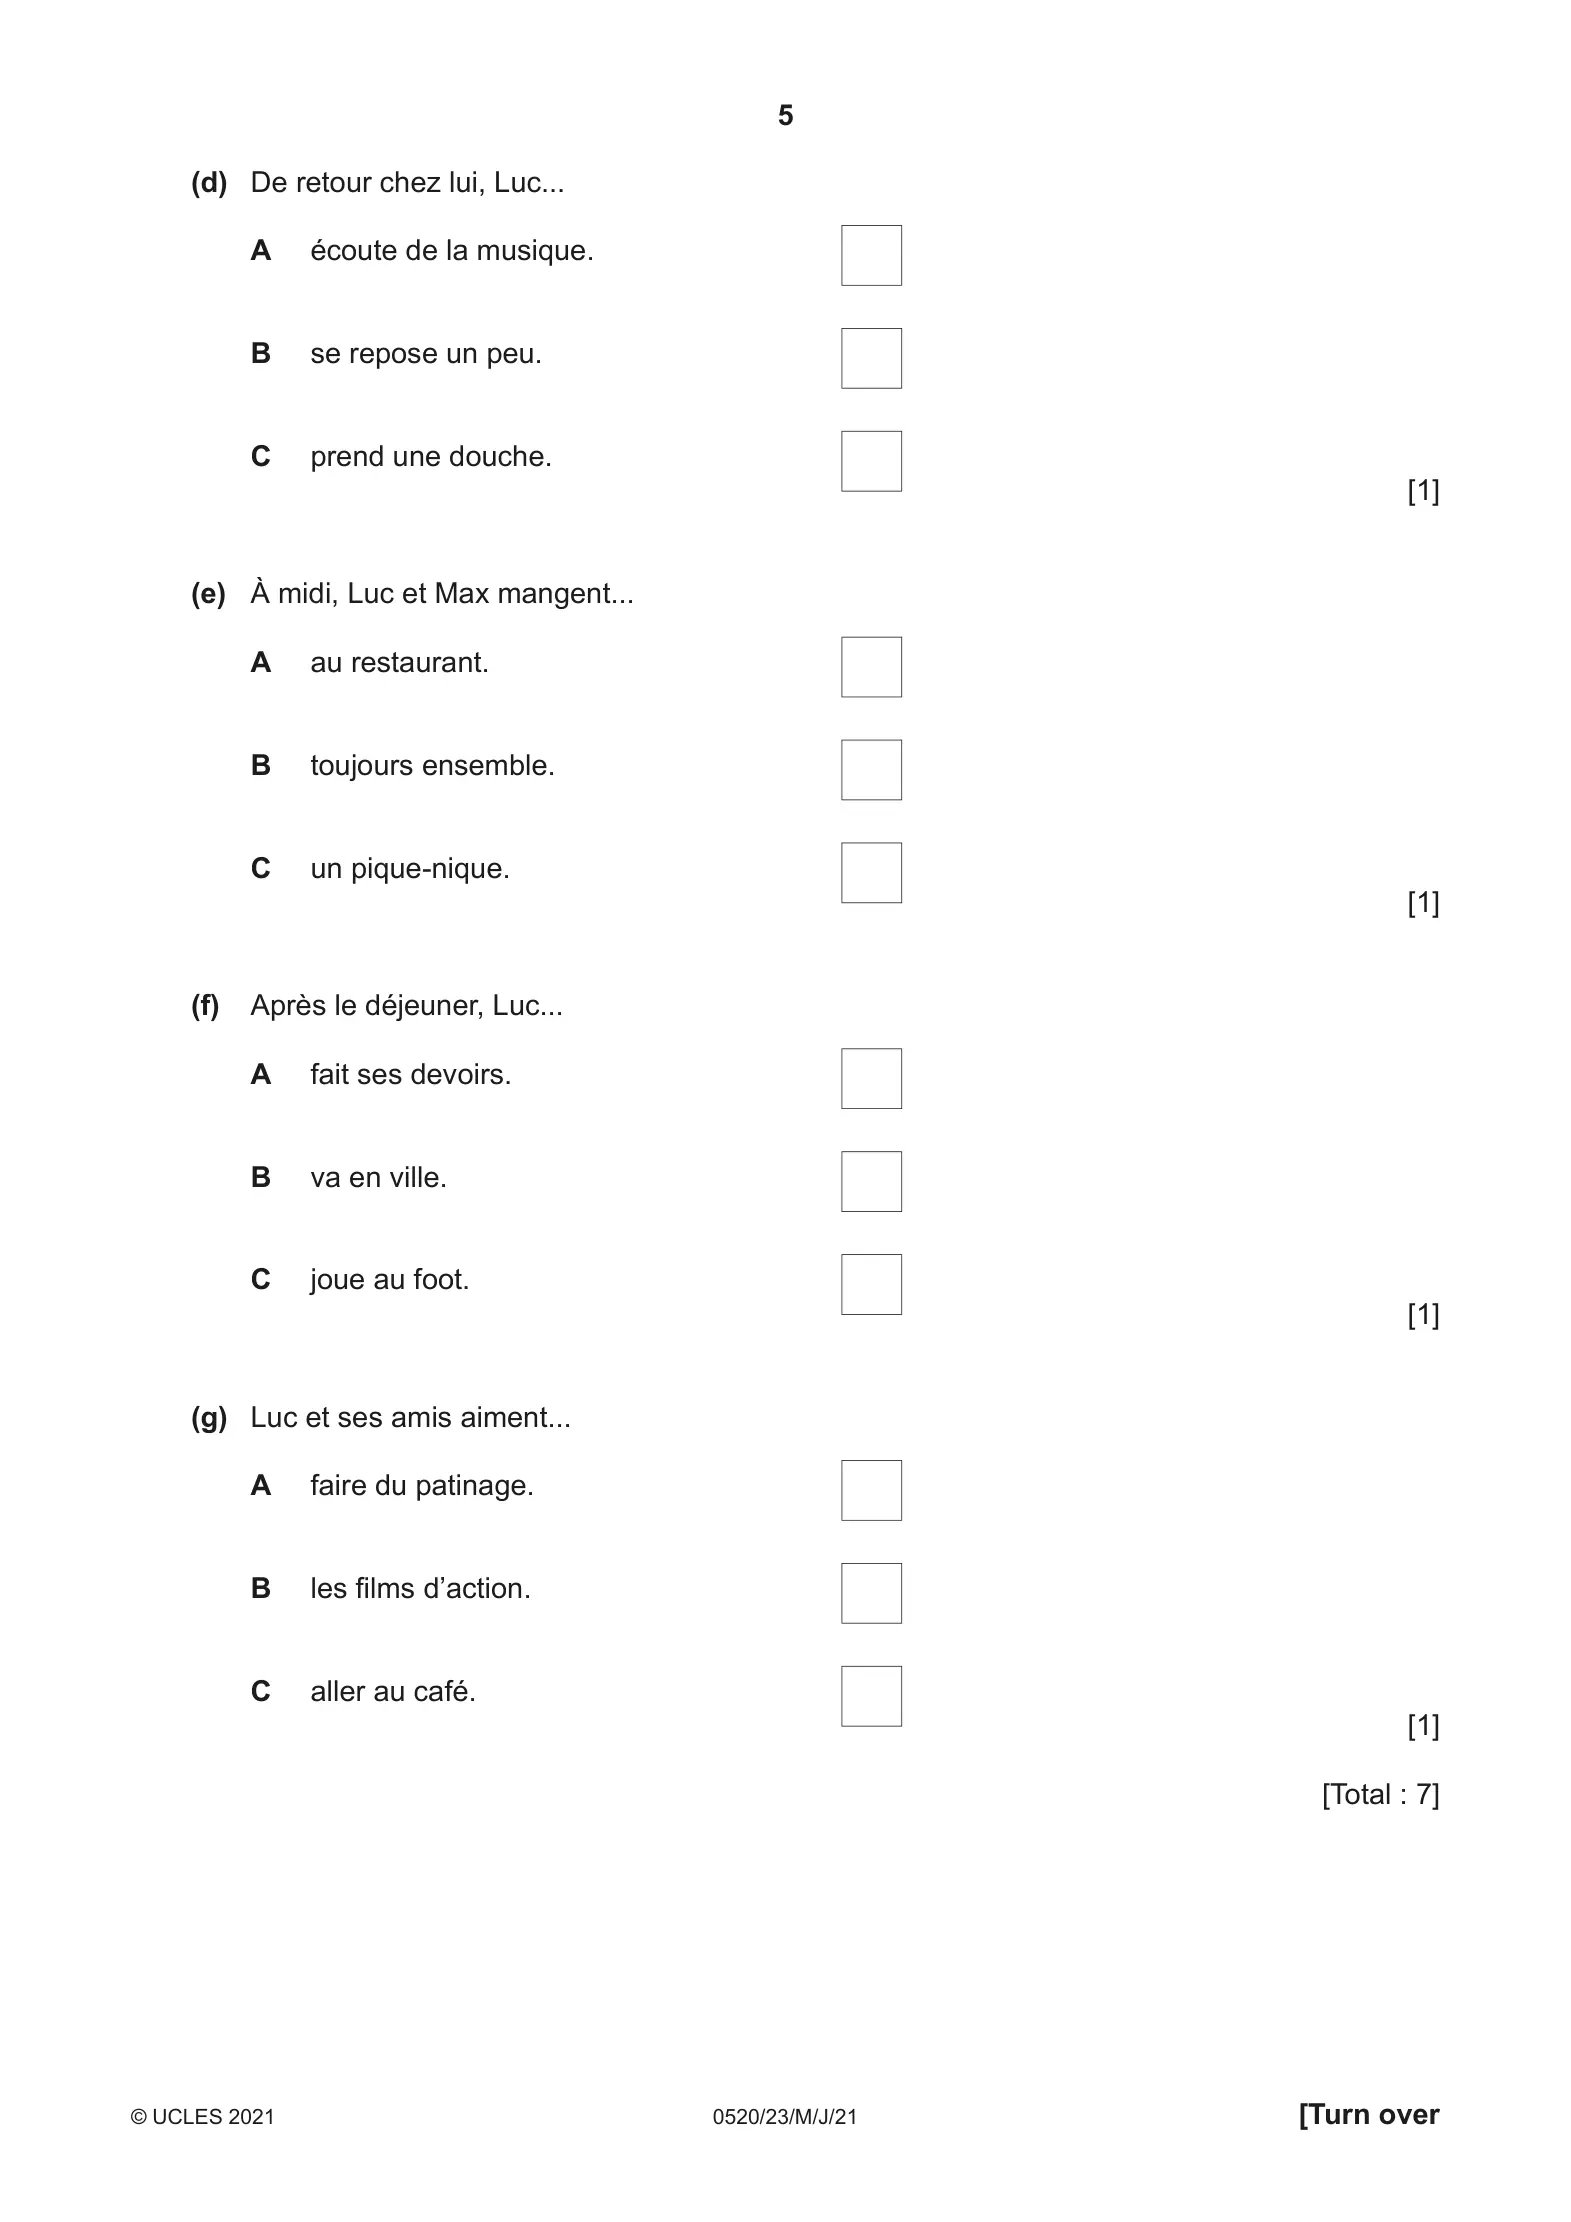 5
(d) De retour chez lui, Luc...
A écoute de la musique.
B se repose un peu.
C prend une douche.
[1]
(e) À midi, Luc et Max mangent...
A au restaurant.
B toujours ensemble.
C un pique-nique.
[1]
(f) Après le déjeuner, Luc...
A fait ses devoirs.
B va en ville.
C joue au foot.
[1]
(g) Luc et ses amis aiment...
A faire du patinage.
B les films d’action.
C aller au café.
[1]
[Total : 7]
© UCLES 2021 0520/23/M/J/21 [Turn over